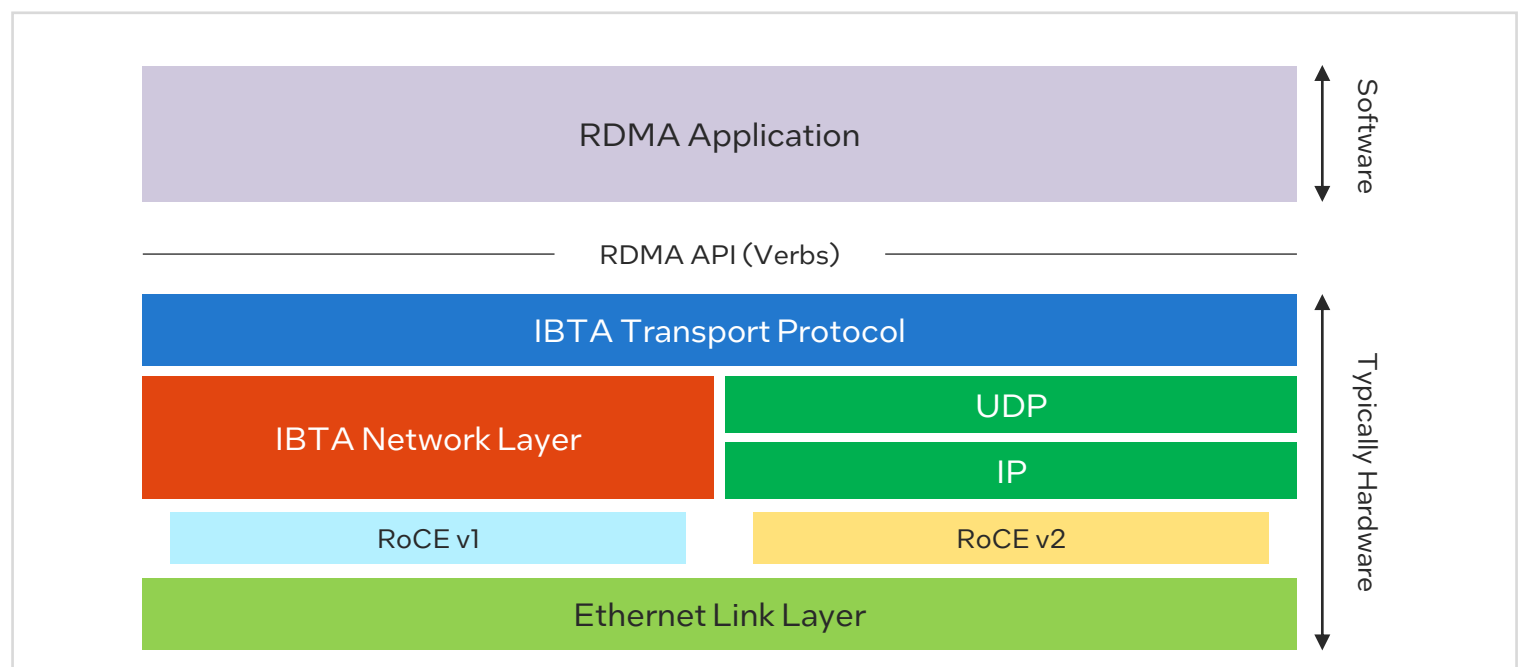 RDMA Application
Software
RDMA API (Verbs)
IBTA Transport Protocol
IBTA Network Layer
UDP
IP
Typically Hardware
RoCE v1
RoCE v2
Ethernet Link Layer